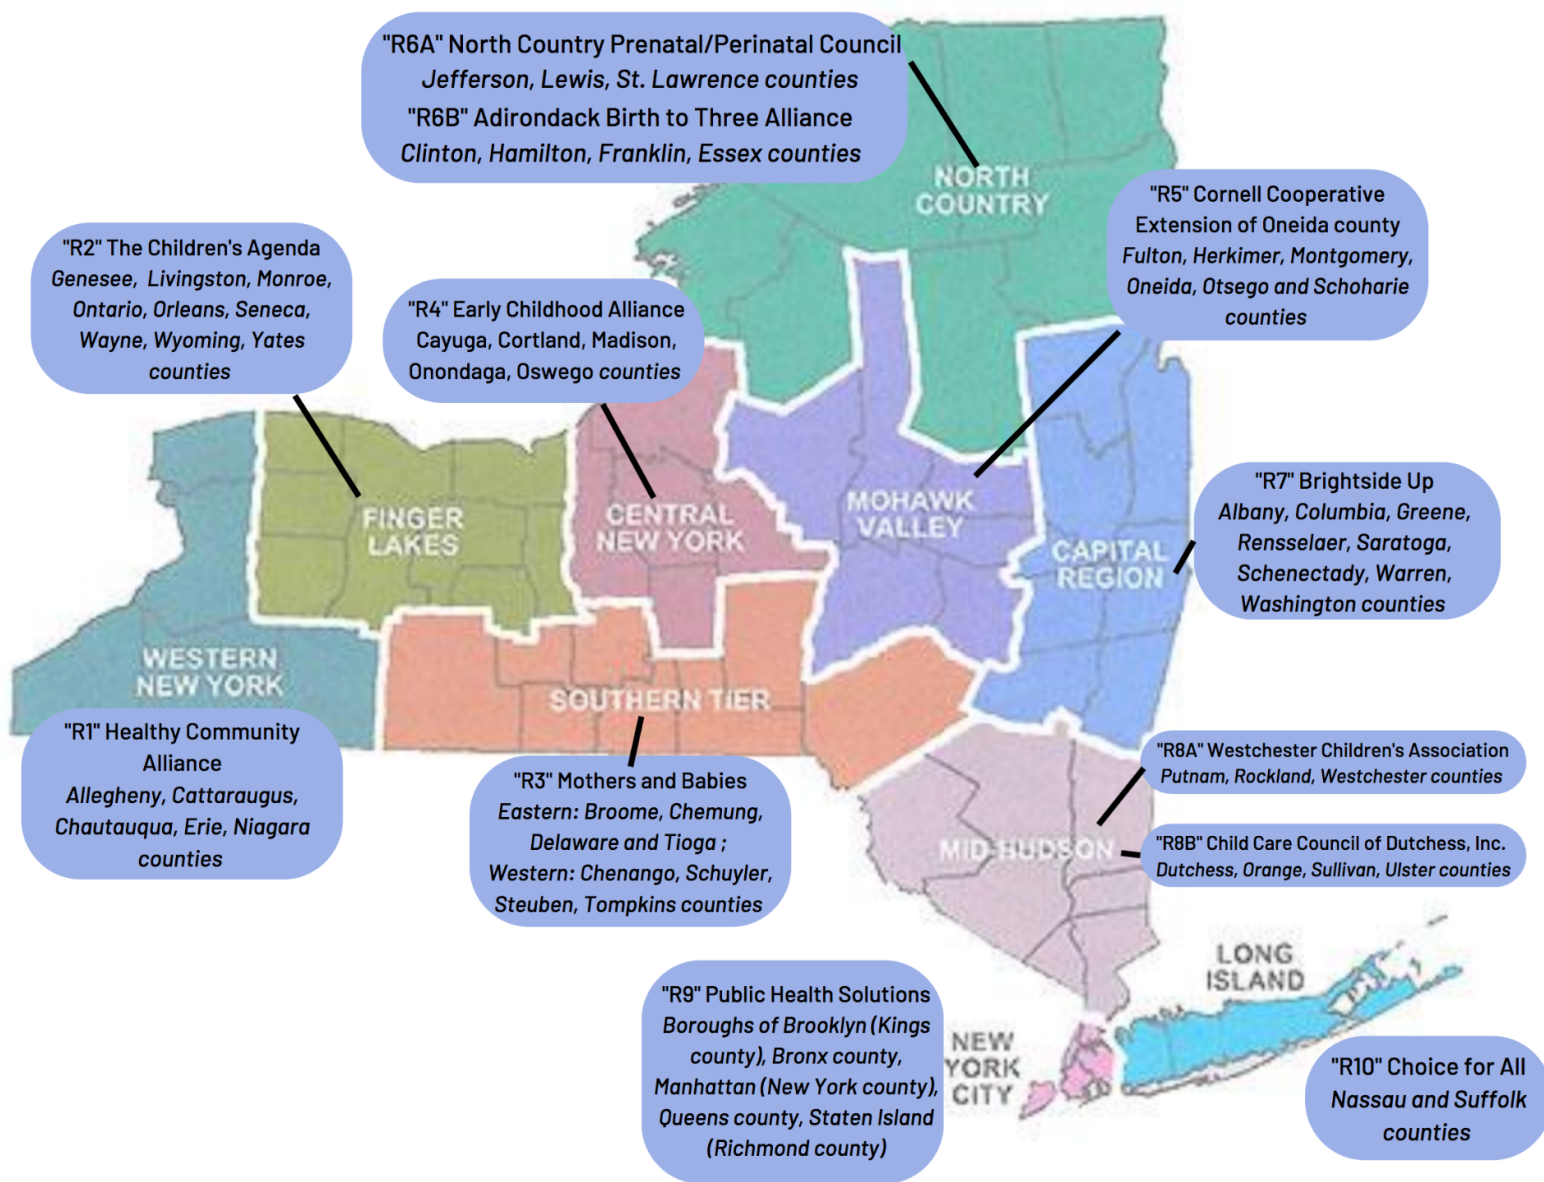 "R6A" North Country Prenatal/Perinatal Council
Jefferson, Lewis, St. Lawrence counties
"R6B" Adirondack Birth to Three Alliance
Clinton, Hamilton, Franklin, Essex counties
NORTH
COUNTRY
"R5" Cornell Cooperative
Extension of Oneida county
Fulton, Herkimer, Montgomery,
Oneida, Otsego and Schoharie
counties
"R2" The Children's Agenda
Genesee, Livingston, Monroe,
Ontario, Orleans, Seneca,
Wayne, Wyoming, Yates
counties
"R4" Early Childhood Alliance
Cayuga, Cortland, Madison,
Onondaga, Oswego counties
FINGER
LAKES
CENTRAL
NEW YORK
MOHAWK
VALLEY
CAPITAL
REGION
"R7" Brightside Up
Albany, Columbia, Greene,
Rensselaer, Saratoga,
Schenectady, Warren,
Washington counties
WESTERN
NEW YORK
SOUTHERN TIER
"R1" Healthy Community
Alliance
Allegheny, Cattaraugus,
Chautauqua, Erie, Niagara
counties
"R3" Mothers and Babies
Eastern: Broome, Chemung,
Delaware and Tioga ;
Western: Chenango, Schuyler,
Steuben, Tompkins counties
"R8A" Westchester Children's Association
Putnam, Rockland, Westchester counties
MID-HUDSON
"R8B" Child Care Council of Dutchess, Inc.
Dutchess, Orange, Sullivan, Ulster counties
"R9" Public Health Solutions
Boroughs of Brooklyn (Kings
county), Bronx county,
Manhattan (New York county),
Queens county, Staten Island
(Richmond county)
NEW
YORK
CITY
LONG
ISLAND
"R10" Choice for All
Nassau and Suffolk
counties